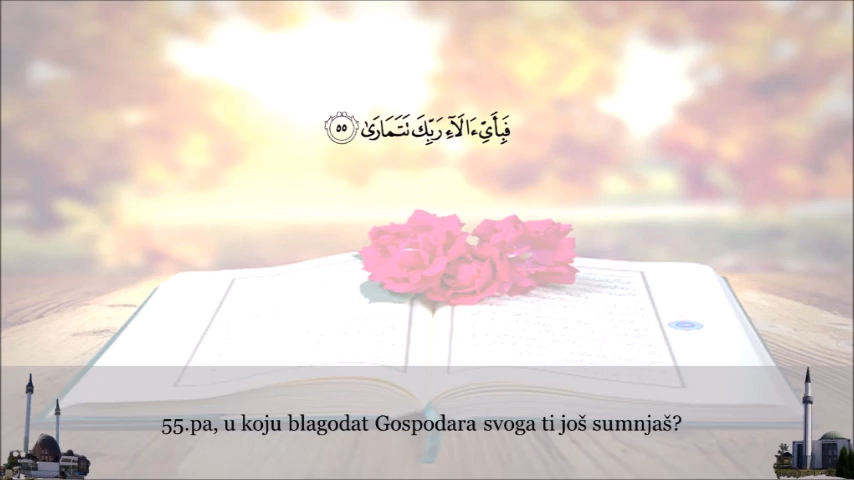 فَبِأَيِّ ءَالَآءِ رَبِّكَ تَتَمَارَىٰ ٥٥
55.pa, u koju blagodat Gospodara svoga ti još sumnjaš?